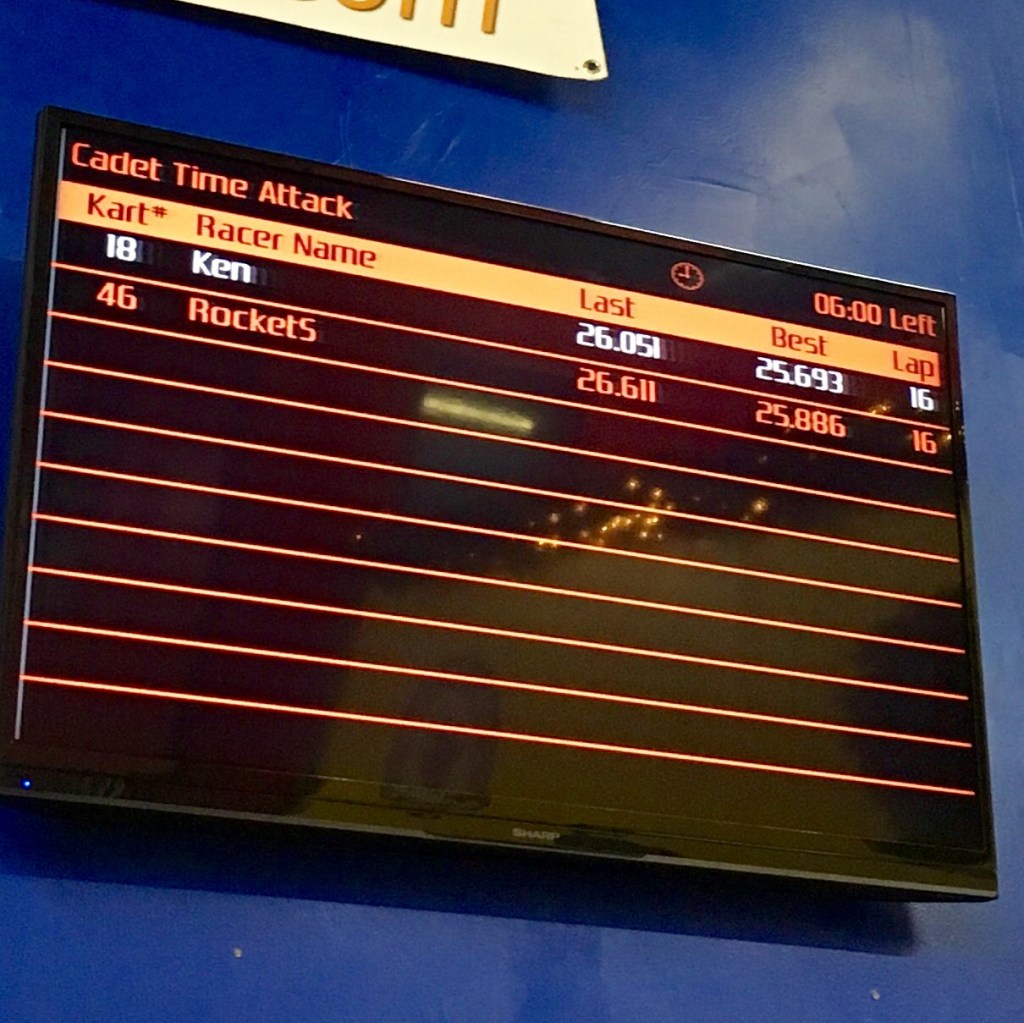 Cadet Time Attack
06:00 Left
Kart# Racer Name Last Best Lap
18 Ken 26.051 25.693 16
46 RocketS 26.611 25.886 16
SHARP